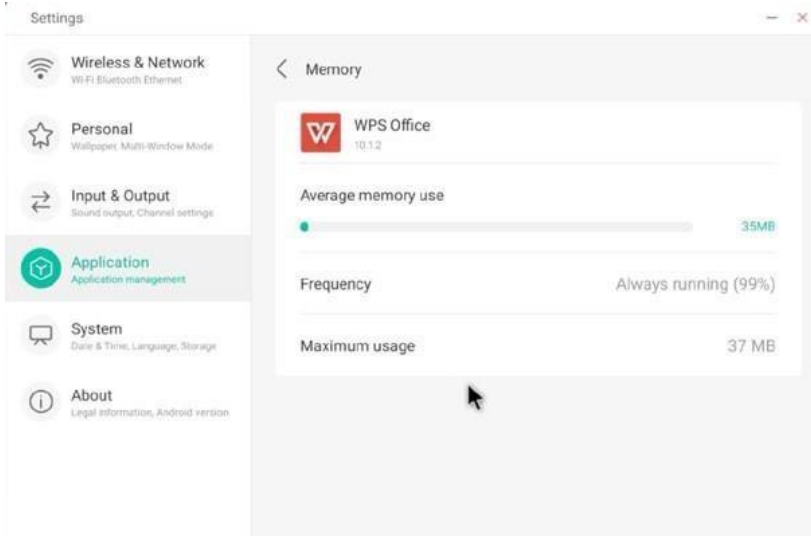 Settings
Wireless & Network
Wi-Fi Bluetooth Ethernet
Personal
Wallpaper, Multi-Window Mode
Input & Output
Sound output, Channel settings
Application
Application management
System
Date & Time, Language, Storage
About
Legal information, Android version
Memory
WPS Office
10.1.2
Average memory use
35MB
Frequency Always running (99%)
Maximum usage 37 MB